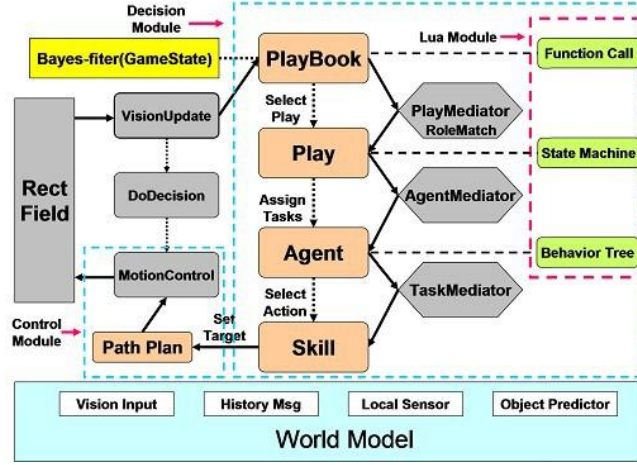 Decision
Module
Lua Module
Bayes-fiter(GameState)
PlayBook
Function Call
Select
Play
VisionUpdate
PlayMediator
RoleMatch
Play
State Machine
Rect
Field
DoDecision
Assign
Tasks
AgentMediator
Agent
Behavior Tree
MotionControl
Select
Action
TaskMediator
Control
Module
Path Plan
Set
Target
Skill
Vision Input
History Msg
Local Sensor
Object Predictor
World Model